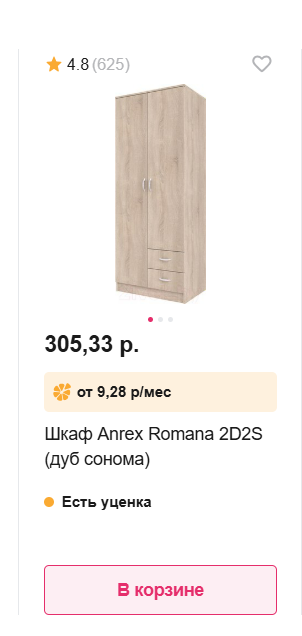 4.8 (625)
305,33 р.
от 9,28 р/мес
Шкаф Anrex Romana 2D2S
(дуб сонома)
Есть уценка
В корзине